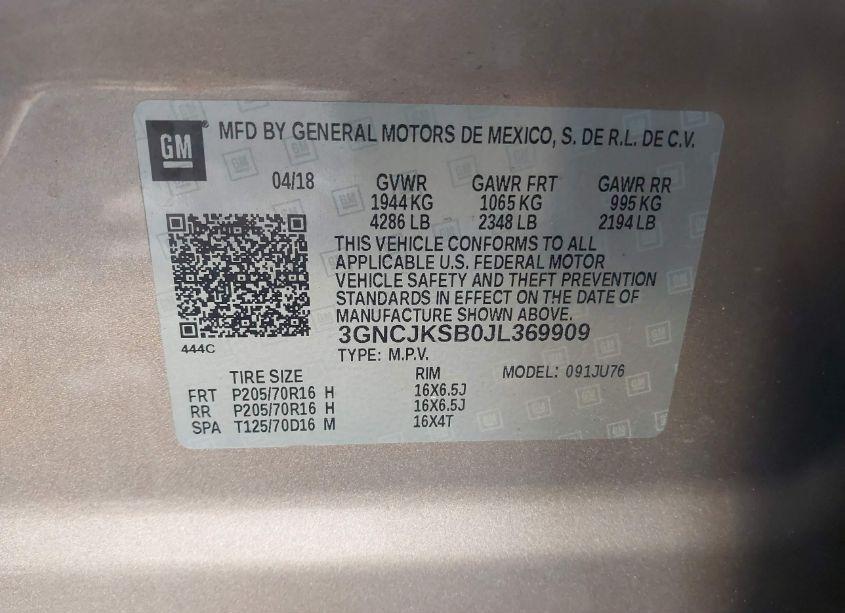 GM ® MFD BY GENERAL MOTORS DE MEXICO, S. DE R.L. DE C.V.
04/18 GVWR GAWR FRT GAWR RR
1944 KG 1065 KG 995 KG
4286 LB 2348 LB 2194 LB
THIS VEHICLE CONFORMS TO ALL
APPLICABLE U.S. FEDERAL MOTOR
VEHICLE SAFETY AND THEFT PREVENTION
STANDARDS IN EFFECT ON THE DATE OF
MANUFACTURE SHOWN ABOVE.
3GNCJKSB0JL369909
444C
TYPE: M.P.V.
TIRE SIZE RIM MODEL: 091JU76
FRT P205/70R16 H 16X6.5J
RR P205/70R16 H 16X6.5J
SPA T125/70D16 M 16X4T